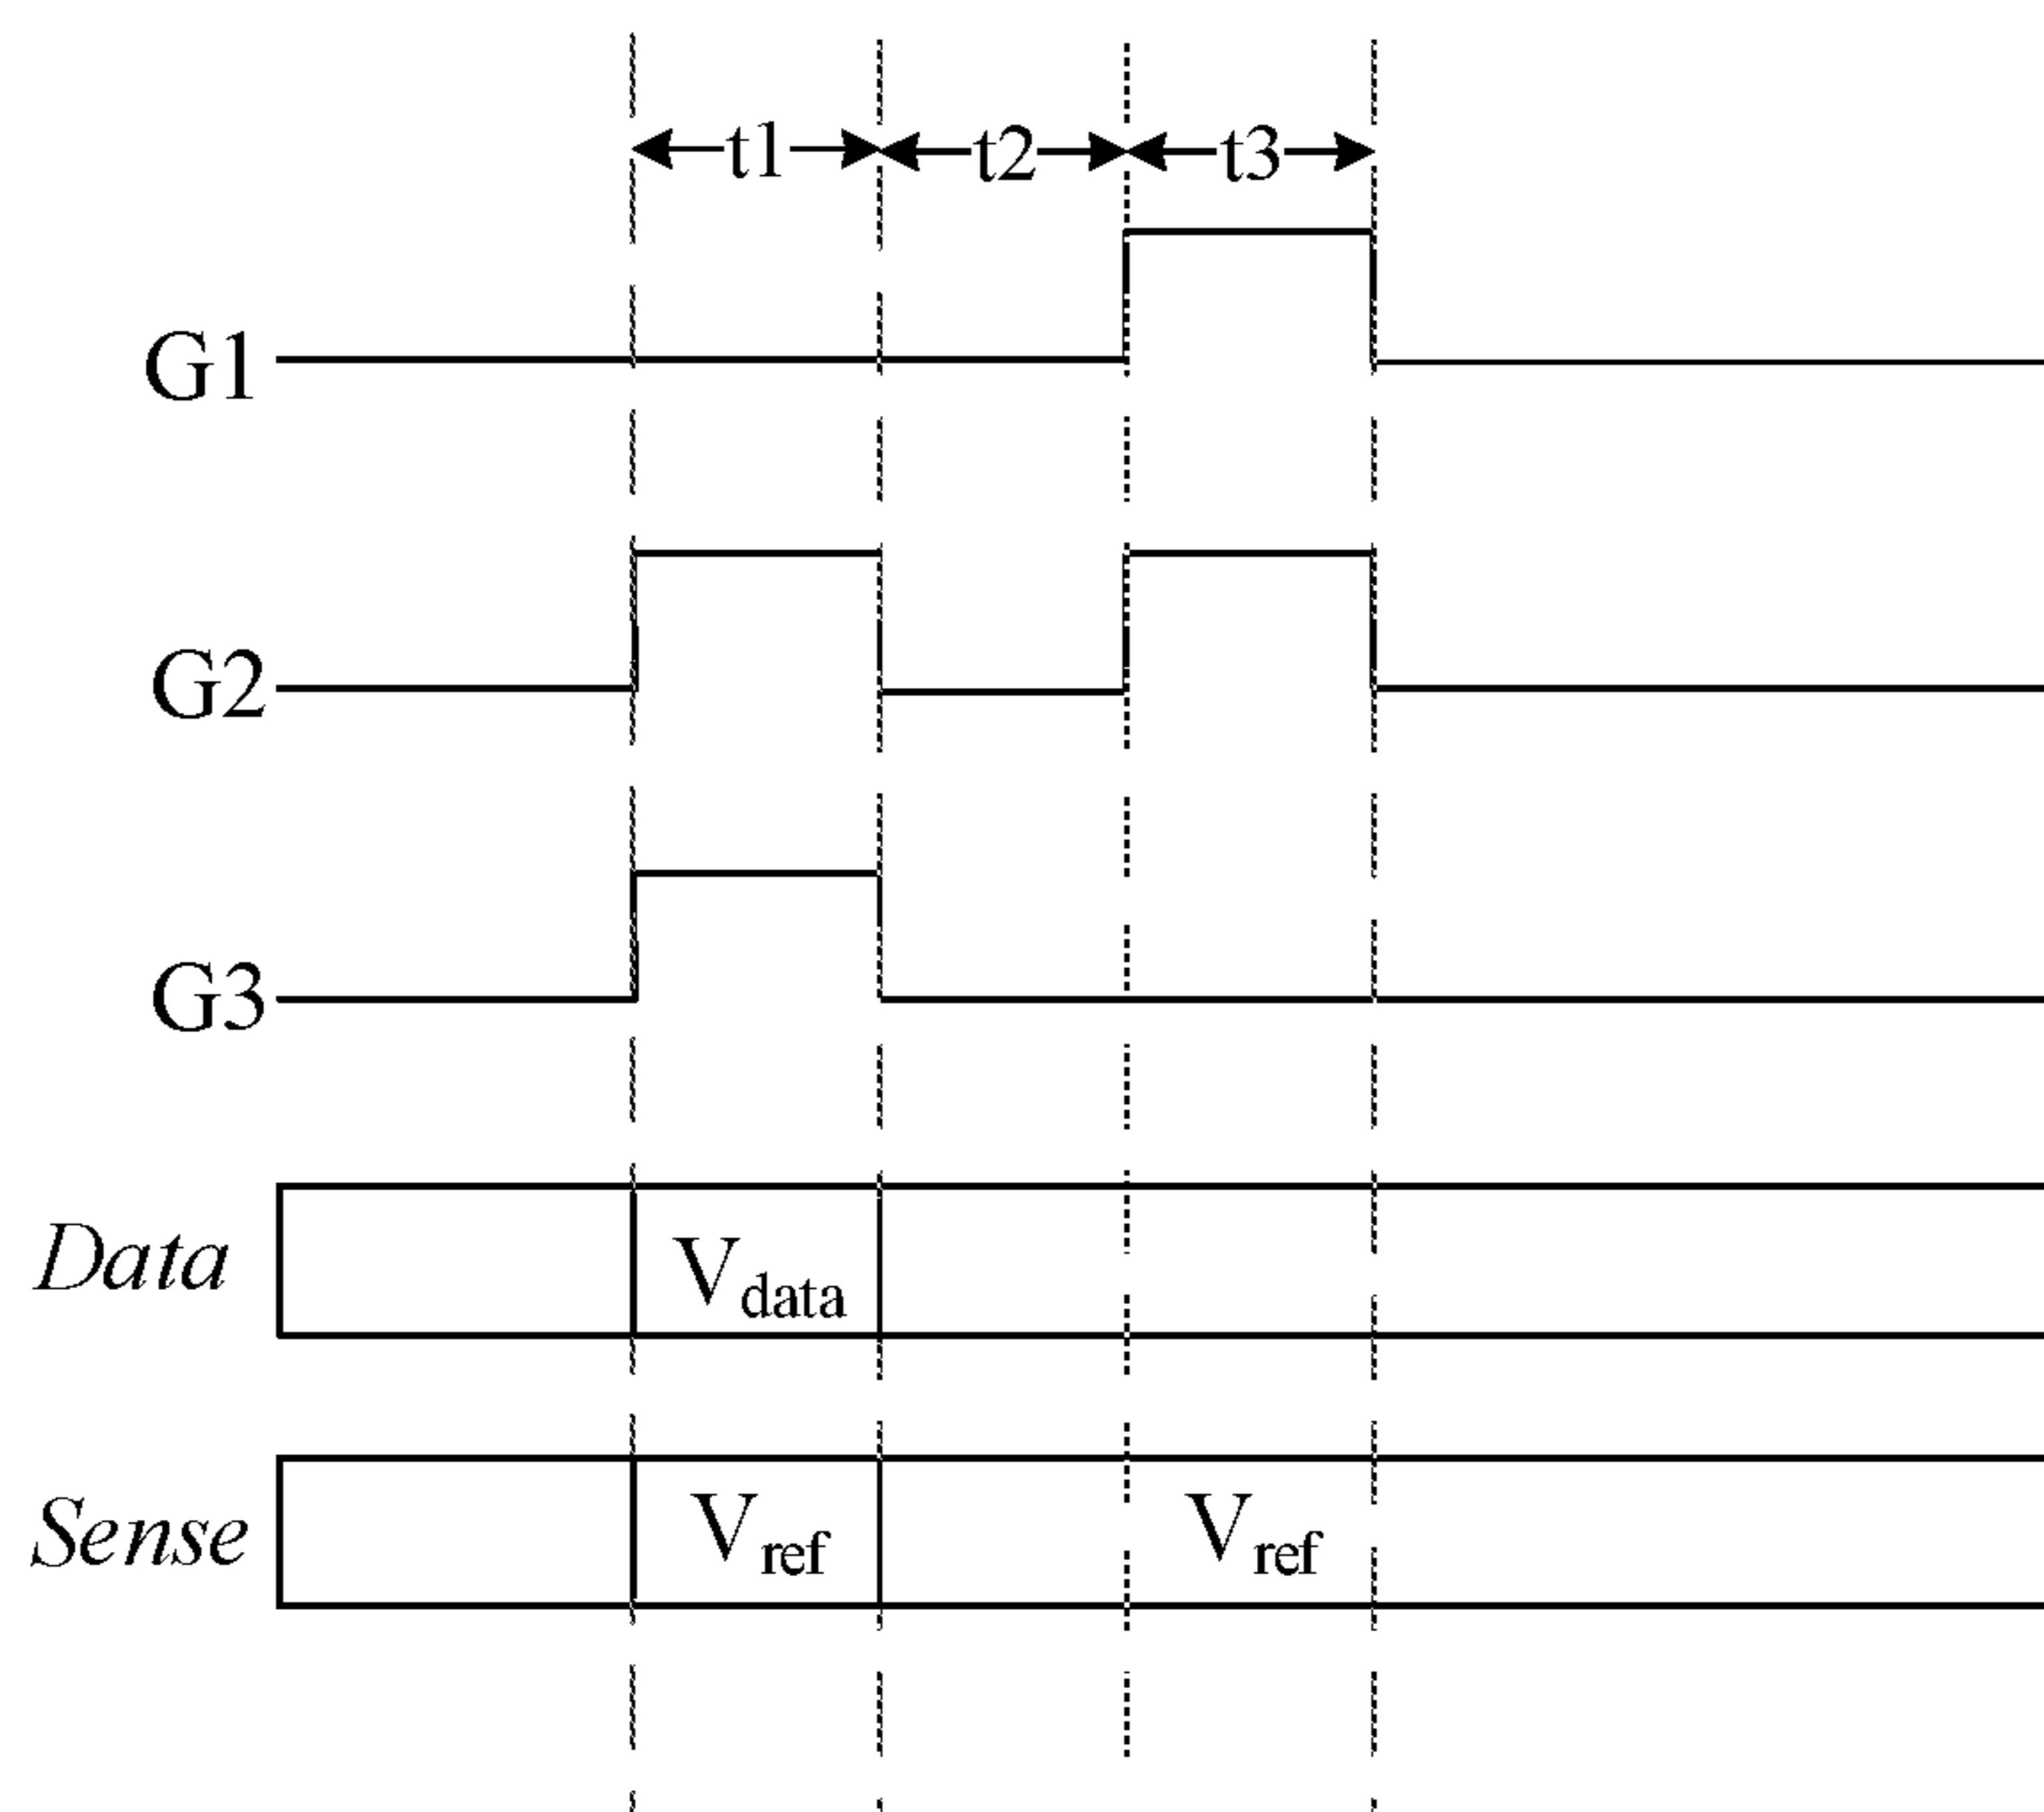 t1 t2 t3
G1
G2
G3
Data Vdata
Sense Vref Vref